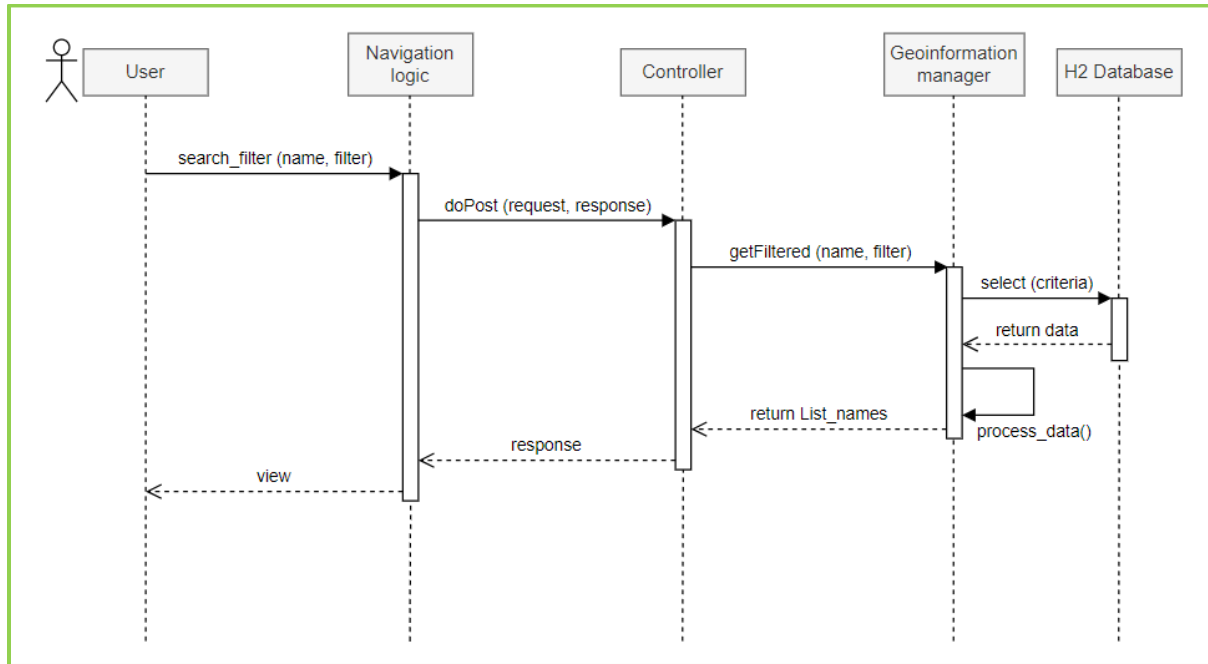 User
Navigation
logic
Controller
Geoinformation
manager
H2 Database
search_filter (name, filter)
doPost (request, response)
getFiltered (name, filter)
select (criteria)
return data
return List_names
process_data()
response
view